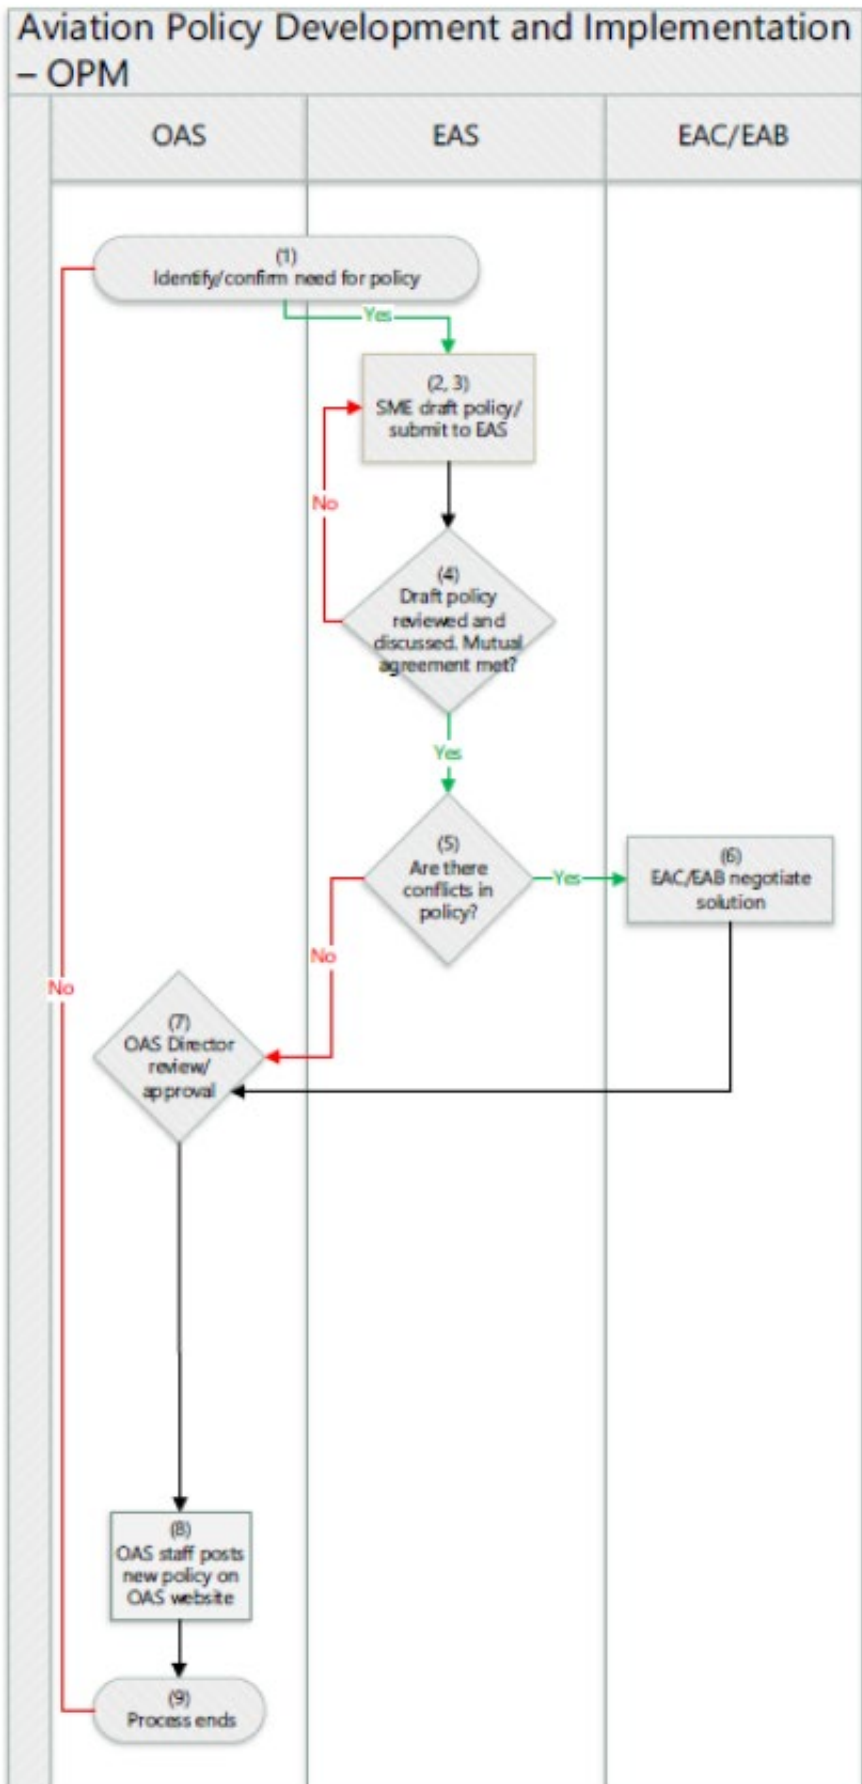 Aviation Policy Development and Implementation
– OPM
OAS
EAS
EAC/EAB
(1)
Identify/confirm need for policy
Yes
(2, 3)
SME draft policy/
submit to EAS
No
(4)
Draft policy
reviewed and
discussed. Mutual
agreement met?
Yes
(5)
Are there
conflicts in
policy?
Yes
(6)
EAC/EAB negotiate
solution
No
No
(7)
OAS Director
review/
approval
(8)
OAS staff posts
new policy on
OAS website
(9)
Process ends